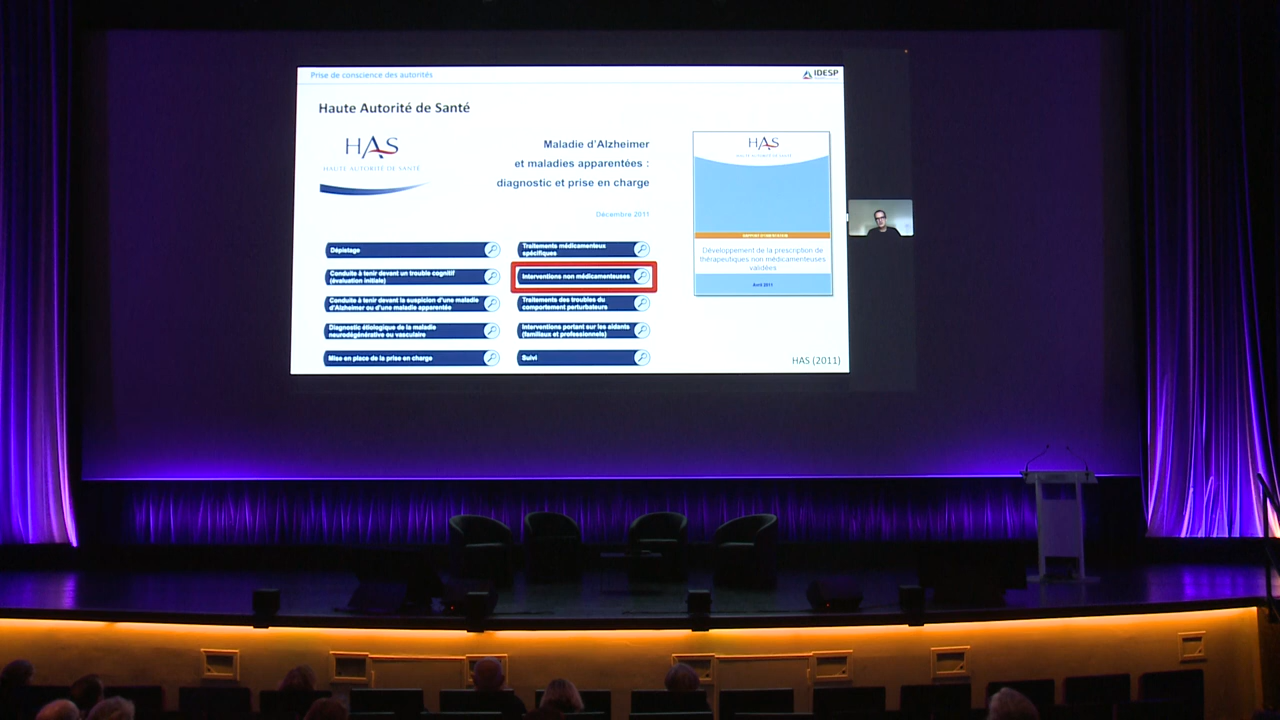 Prise de conscience des autorités
IDESP
Haute Autorité de Santé
HAS
HAUTE AUTORITÉ DE SANTÉ
Maladie d'Alzheimer
et maladies apparentées :
diagnostic et prise en charge
Décembre 2011
Dépistage
Conduite à tenir devant un trouble cognitif
(évaluation initiale)
Conduite à tenir devant la suspicion d'une maladie
d'Alzheimer ou d'une maladie apparentée
Diagnostic étiologique de la maladie
neurodégénérative ou vasculaire
Mise en place de la prise en charge
Traitements médicamenteux
spécifiques
Interventions non médicamenteuses
Traitements des troubles du
comportement perturbateurs
Interventions portant sur les aidants
(familiaux et professionnels)
Suivi
HAS
HAUTE AUTORITÉ DE SANTÉ
Développement de la prescription de
thérapeutiques non médicamenteuses
validées
Avril 2011
HAS (2011)